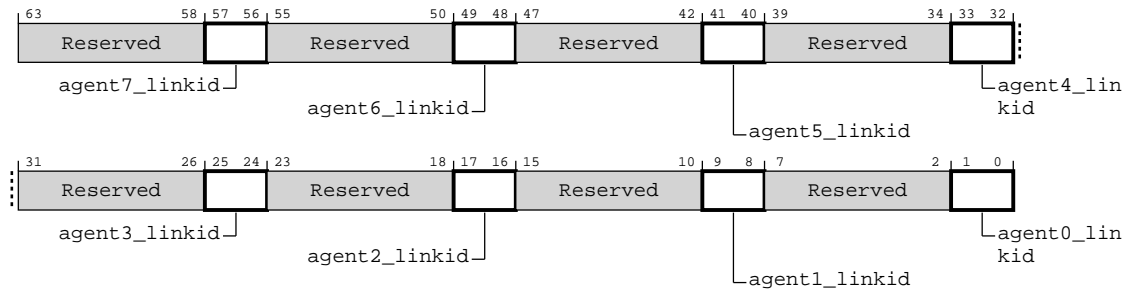 63 58 57 56 55 50 49 48 47 42 41 40 39 34 33 32
Reserved Reserved Reserved Reserved
agent7_linkid
agent6_linkid
agent5_linkid
agent4_lin
kid
31 26 25 24 23 18 17 16 15 10 9 8 7 2 1 0
Reserved Reserved Reserved Reserved
agent3_linkid
agent2_linkid
agent1_linkid
agent0_lin
kid